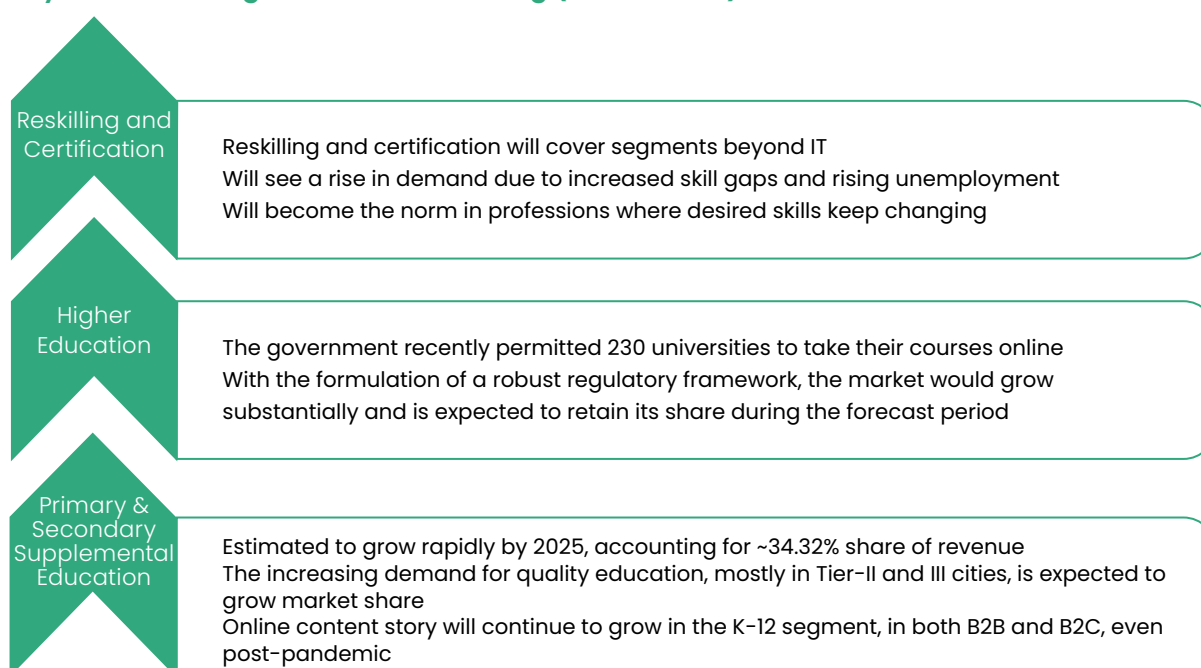 Reskilling and
Certification
Reskilling and certification will cover segments beyond IT
Will see a rise in demand due to increased skill gaps and rising unemployment
Will become the norm in professions where desired skills keep changing
Higher
Education
The government recently permitted 230 universities to take their courses online
With the formulation of a robust regulatory framework, the market would grow
substantially and is expected to retain its share during the forecast period
Primary &
Secondary
Supplemental
Education
Estimated to grow rapidly by 2025, accounting for ~34.32% share of revenue
The increasing demand for quality education, mostly in Tier-II and III cities, is expected to
grow market share
Online content story will continue to grow in the K-12 segment, in both B2B and B2C, even
post-pandemic